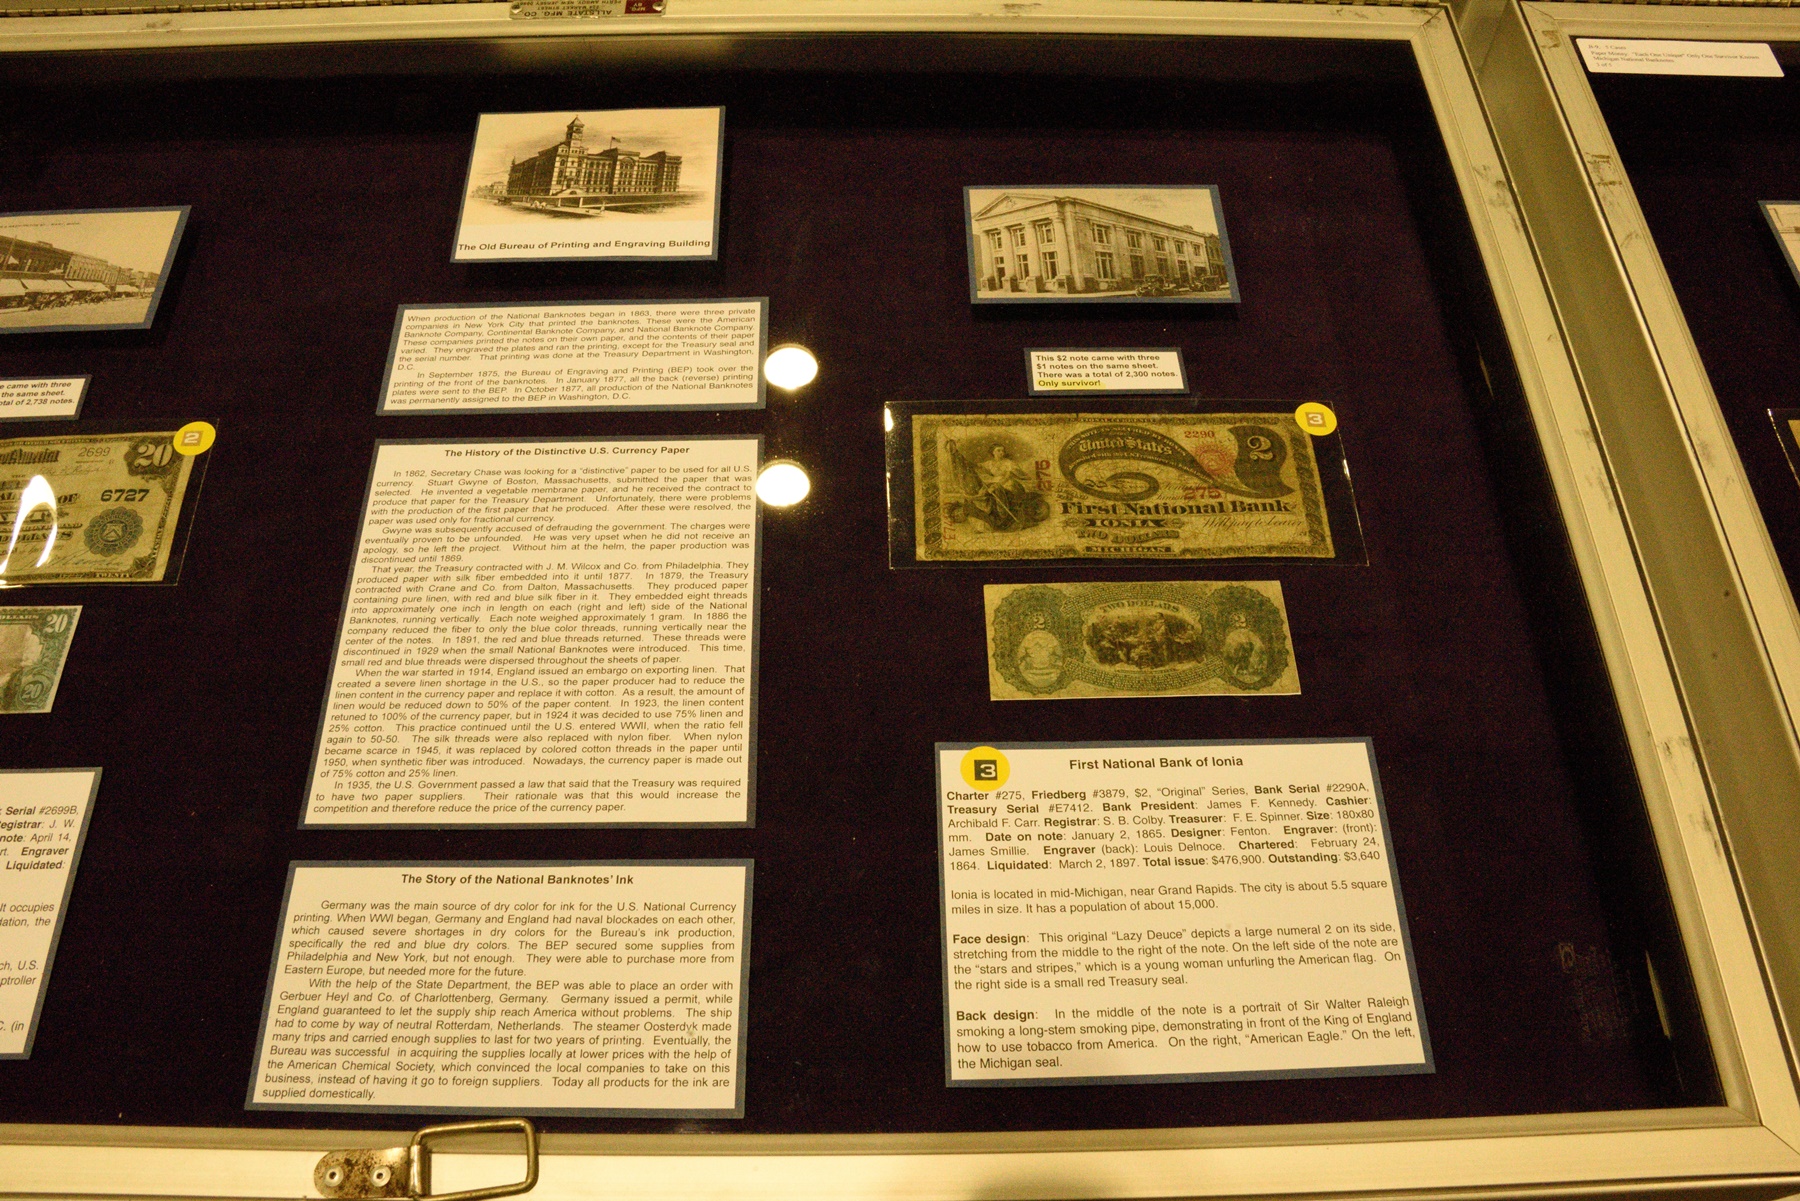 ALLSTATE MFG. CO.
MFG. BY
The Old Bureau of Printing and Engraving Building
When production of the National Banknotes began in 1863, there were three private
companies in New York City that printed the banknotes. These were the American
Banknote Company, Continental Banknote Company, and National Banknote Company.
These companies printed the notes on their own paper, and the contents of their paper
varied. They engraved the plates and ran the printing, except for the Treasury seal and
the serial number. That printing was done at the Treasury Department in Washington,
D.C.
In September 1875, the Bureau of Engraving and Printing (BEP) took over the
printing of the front of the banknotes. In January 1877, all the back (reverse) printing
plates were sent to the BEP. In October 1877, all production of the National Banknotes
was permanently assigned to the BEP in Washington, D.C.
The History of the Distinctive U.S. Currency Paper
In 1862, Secretary Chase was looking for a "distinctive" paper to be used for all U.S.
currency. Stuart Gwyne of Boston, Massachusetts, submitted the paper that was
selected. He invented a vegetable membrane paper, and he received the contract to
produce that paper for the Treasury Department. Unfortunately, there were problems
with the production of the first paper that he produced. After these were resolved, the
paper was used only for fractional currency.
Gwyne was subsequently accused of defrauding the government. The charges were
eventually proven to be unfounded. He was very upset when he did not receive an
apology, so he left the project. Without him at the helm, the paper production was
discontinued until 1869.
That year, the Treasury contracted with J. M. Wilcox and Co. from Philadelphia. They
produced paper with silk fiber embedded into it until 1877. In 1879, the Treasury
contracted with Crane and Co. from Dalton, Massachusetts. They produced paper
containing pure linen, with red and blue silk fiber in it. They embedded eight threads
into approximately one inch in length on each (right and left) side of the National
Banknotes, running vertically. Each note weighed approximately 1 gram. In 1886 the
company reduced the fiber to only the blue color threads, running vertically near the
center of the notes. In 1891, the red and blue threads returned. These threads were
discontinued in 1929 when the small National Banknotes were introduced. This time,
small red and blue threads were dispersed throughout the sheets of paper.
When the war started in 1914, England issued an embargo on exporting linen. That
created a severe linen shortage in the U.S., so the paper producer had to reduce the
linen content in the currency paper and replace it with cotton. As a result, the amount of
linen would be reduced down to 50% of the paper content. In 1923, the linen content
retuned to 100% of the currency paper, but in 1924 it was decided to use 75% linen and
25% cotton. This practice continued until the U.S. entered WWII, when the ratio fell
again to 50-50. The silk threads were also replaced with nylon fiber. When nylon
became scarce in 1945, it was replaced by colored cotton threads in the paper until
1950, when synthetic fiber was introduced. Nowadays, the currency paper is made out
of 75% cotton and 25% linen.
In 1935, the U.S. Government passed a law that said that the Treasury was required
to have two paper suppliers. Their rationale was that this would increase the
competition and therefore reduce the price of the currency paper.
The Story of the National Banknotes' Ink
Germany was the main source of dry color for ink for the U.S. National Currency
printing. When WWI began, Germany and England had naval blockades on each other,
which caused severe shortages in dry colors for the Bureau's ink production,
specifically the red and blue dry colors. The BEP secured some supplies from
Philadelphia and New York, but not enough. They were able to purchase more from
Eastern Europe, but needed more for the future.
With the help of the State Department, the BEP was able to place an order with
Gerbuer Heyl and Co. of Charlottenberg, Germany. Germany issued a permit, while
England guaranteed to let the supply ship reach America without problems. The ship
had to come by way of neutral Rotterdam, Netherlands. The steamer Oosterdyk made
many trips and carried enough supplies to last for two years of printing. Eventually, the
Bureau was successful in acquiring the supplies locally at lower prices with the help of
the American Chemical Society, which convinced the local companies to take on this
business, instead of having it go to foreign suppliers. Today all products for the ink are
supplied domestically.
This $2 note came with three
$1 notes on the same sheet.
There was a total of 2,300 notes.
Only survivor!
3
United States
2290
2
275
275
First National Bank
IONIA
TWO DOLLARS
MICHIGAN
TWO DOLLARS
2
2
3
First National Bank of Ionia
Charter #275, Friedberg #3879, $2, "Original" Series, Bank Serial #2290A,
Treasury Serial #E7412. Bank President: James F. Kennedy. Cashier:
Archibald F. Carr. Registrar: S. B. Colby. Treasurer: F. E. Spinner. Size: 180x80
mm. Date on note: January 2, 1865. Designer: Fenton. Engraver: (front):
James Smillie. Engraver (back): Louis Delnoce. Chartered: February 24,
1864. Liquidated: March 2, 1897. Total issue: $476,900. Outstanding: $3,640
Ionia is located in mid-Michigan, near Grand Rapids. The city is about 5.5 square
miles in size. It has a population of about 15,000.
Face design: This original "Lazy Deuce" depicts a large numeral 2 on its side,
stretching from the middle to the right of the note. On the left side of the note are
the "stars and stripes," which is a young woman unfurling the American flag. On
the right side is a small red Treasury seal.
Back design: In the middle of the note is a portrait of Sir Walter Raleigh
smoking a long-stem smoking pipe, demonstrating in front of the King of England
how to use tobacco from America. On the right, "American Eagle." On the left,
the Michigan seal.
e came with three
the same sheet.
otal of 2,738 notes.
2
2699
20
6727
TWENTY
20
20
Serial #2699B,
egistrar: J. W.
note: April 14,
rt. Engraver
Liquidated:
It occupies
dation, the
ch, U.S.
ptroller
C. (in
7 Cases
Paper Money: "Each One Unique" Only One Survivor Known
Michigan National Banknotes